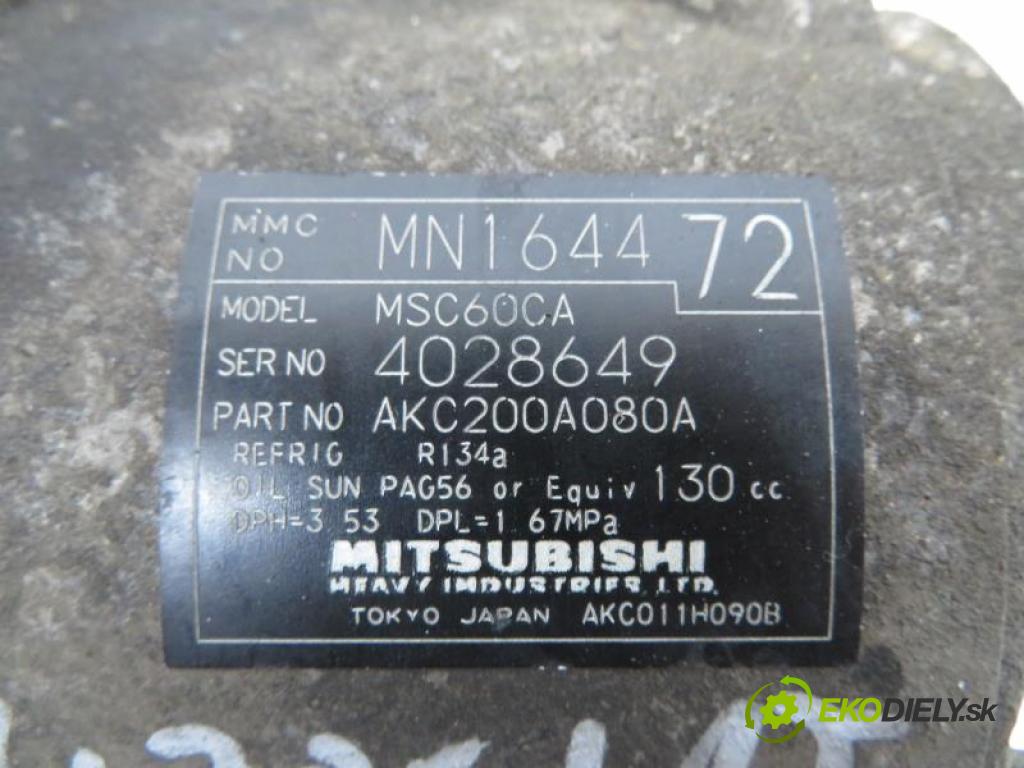 MMC NO MN164472
MODEL MSC60CA
SER NO 4028649
PART NO AKC200A080A
REFRIG R134a
OIL SUN PAG56 or Equiv 130 cc
DPH=3 53 DPL=1 67MPa
MITSUBISHI
HEAVY INDUSTRIES, LTD.
TOKYO JAPAN AKC011H090B
EKODIELY.sk